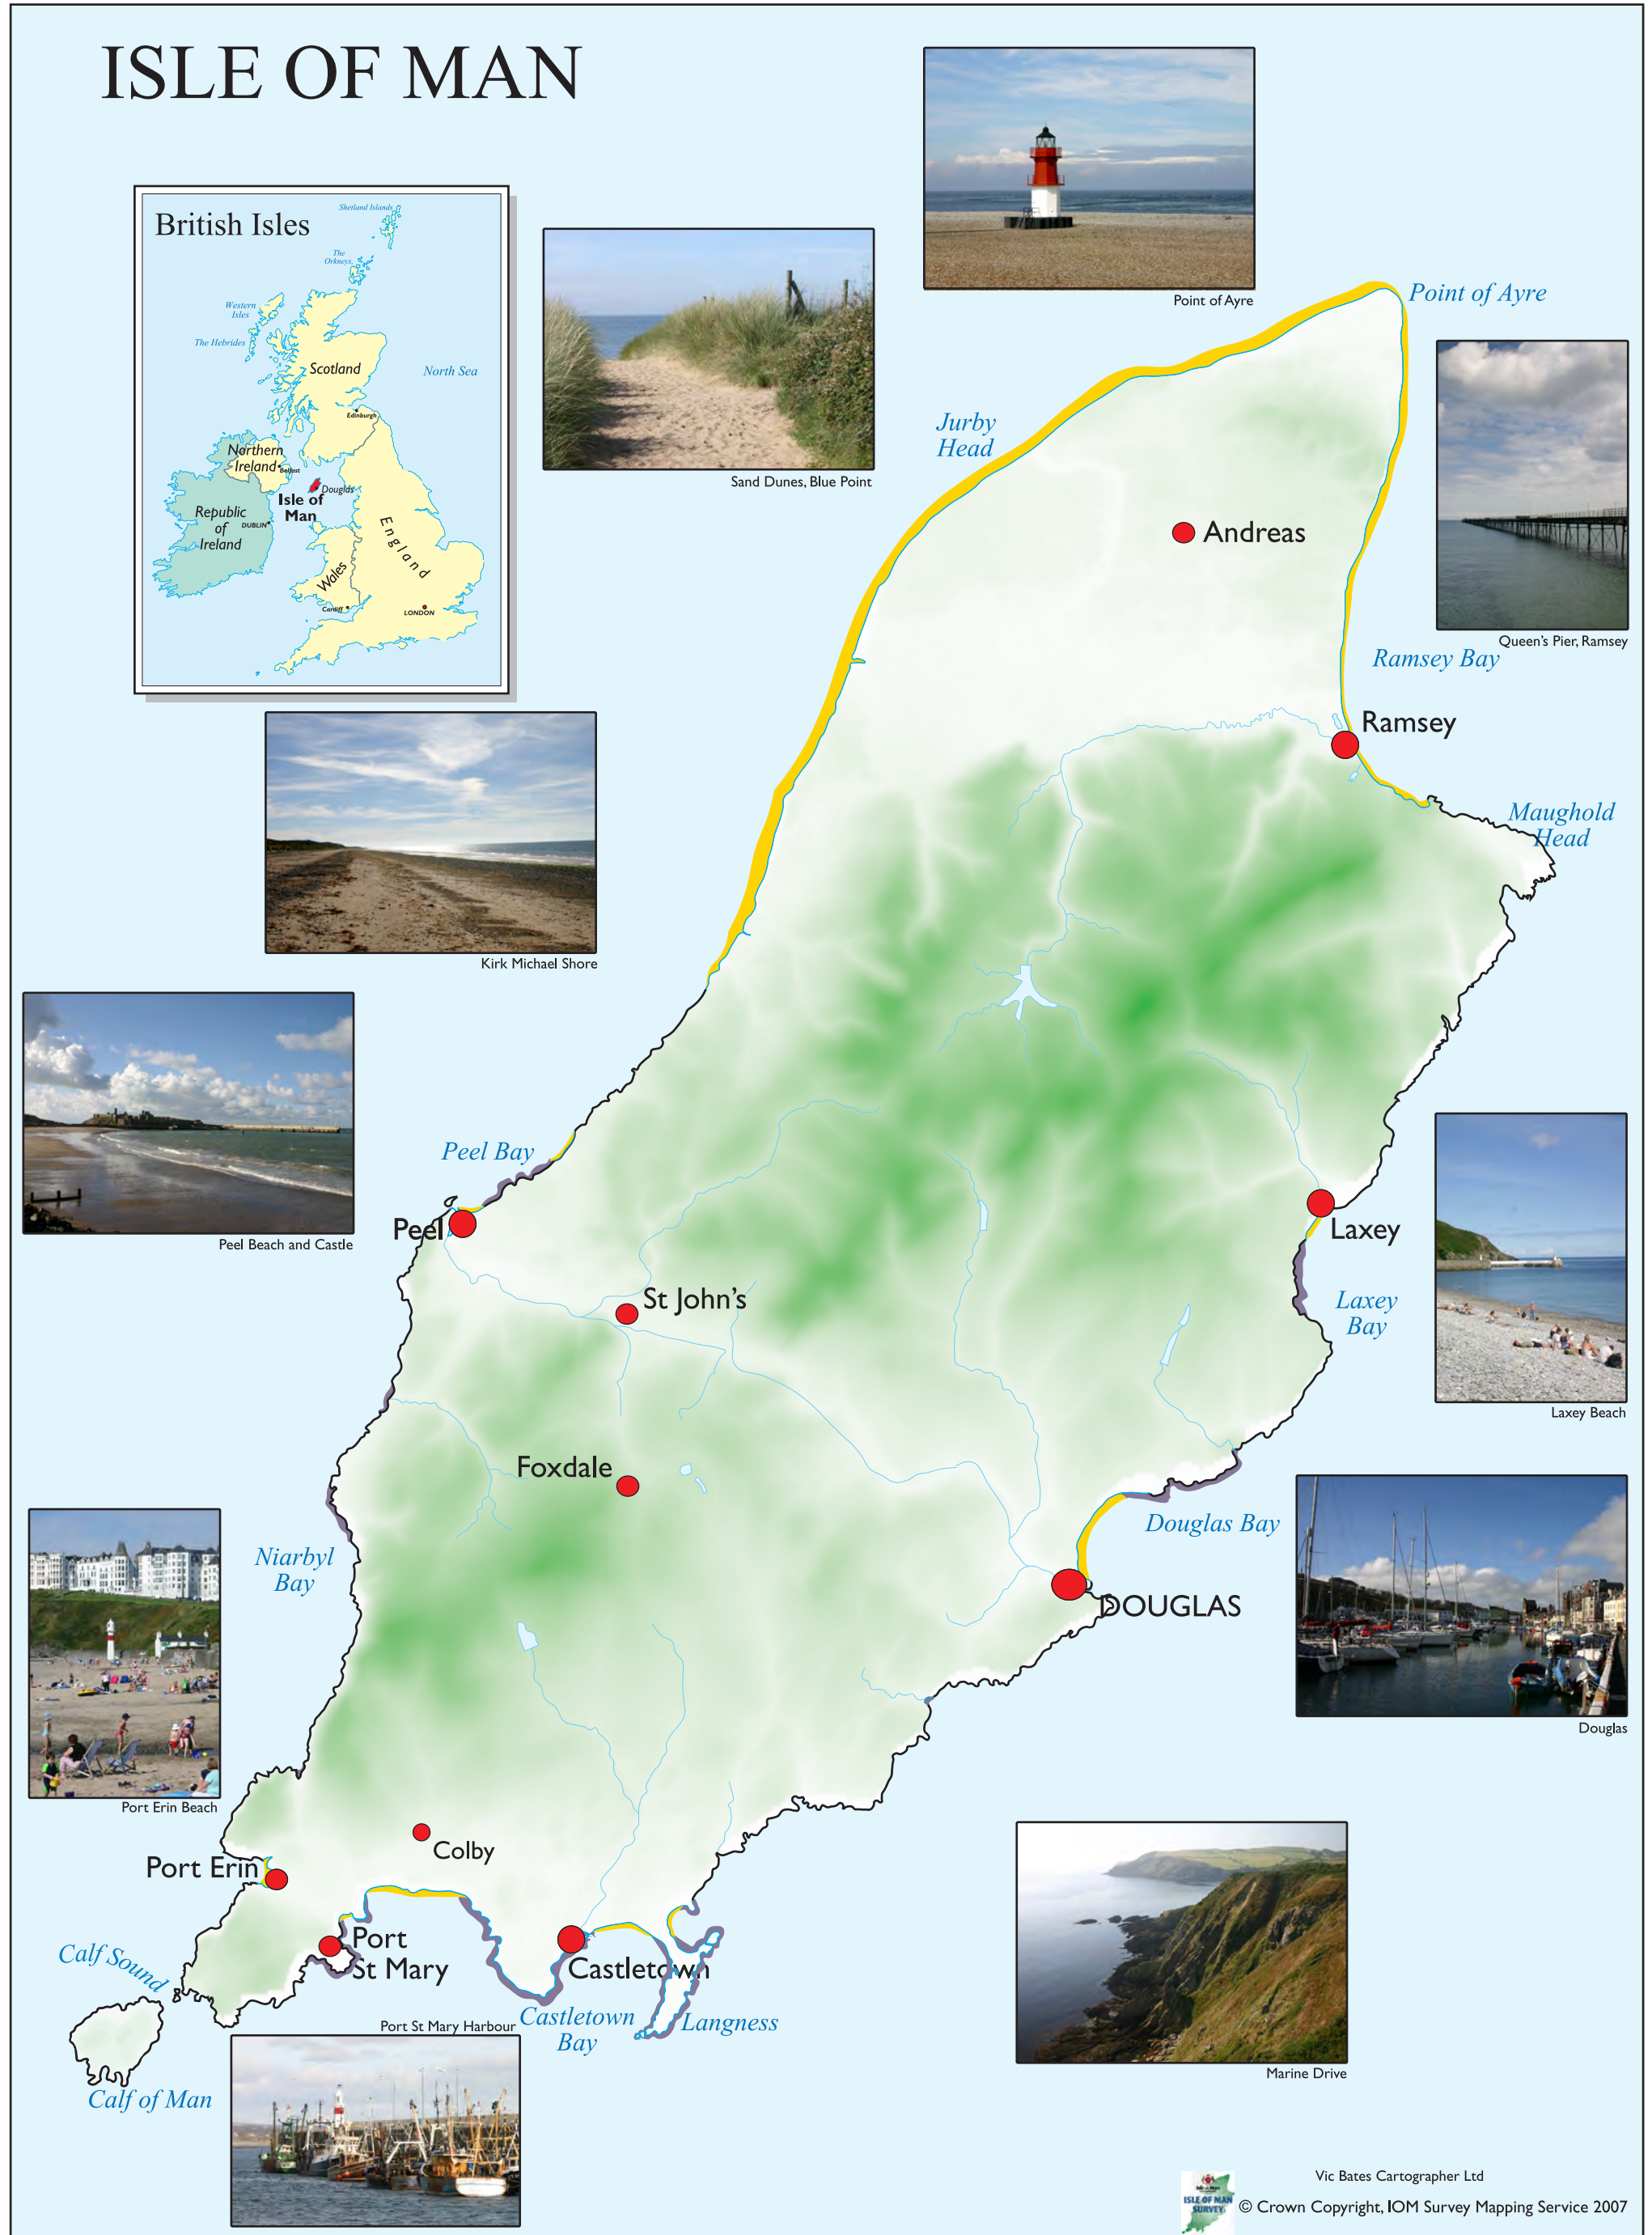 ISLE OF MAN
British Isles
Shetland Islands
The
Orkneys
Western
Isles
The Hebrides
Scotland
North Sea
Edinburgh
Northern
Ireland
Belfast
Douglas
Isle of
Man
Republic
of
Ireland
DUBLIN
England
Wales
Cardiff
LONDON
Point of Ayre
Point of Ayre
Sand Dunes, Blue Point
Jurby
Head
Andreas
Queen's Pier, Ramsey
Ramsey Bay
Ramsey
Maughold
Head
Kirk Michael Shore
Peel Bay
Peel
Peel Beach and Castle
St John's
Laxey
Laxey
Bay
Laxey Beach
Foxdale
Niarbyl
Bay
Douglas Bay
DOUGLAS
Douglas
Port Erin Beach
Colby
Port Erin
Port
St Mary
Castletown
Calf Sound
Castletown
Bay
Langness
Port St Mary Harbour
Calf of Man
Marine Drive
Vic Bates Cartographer Ltd
ISLE OF MAN
SURVEY
© Crown Copyright, IOM Survey Mapping Service 2007